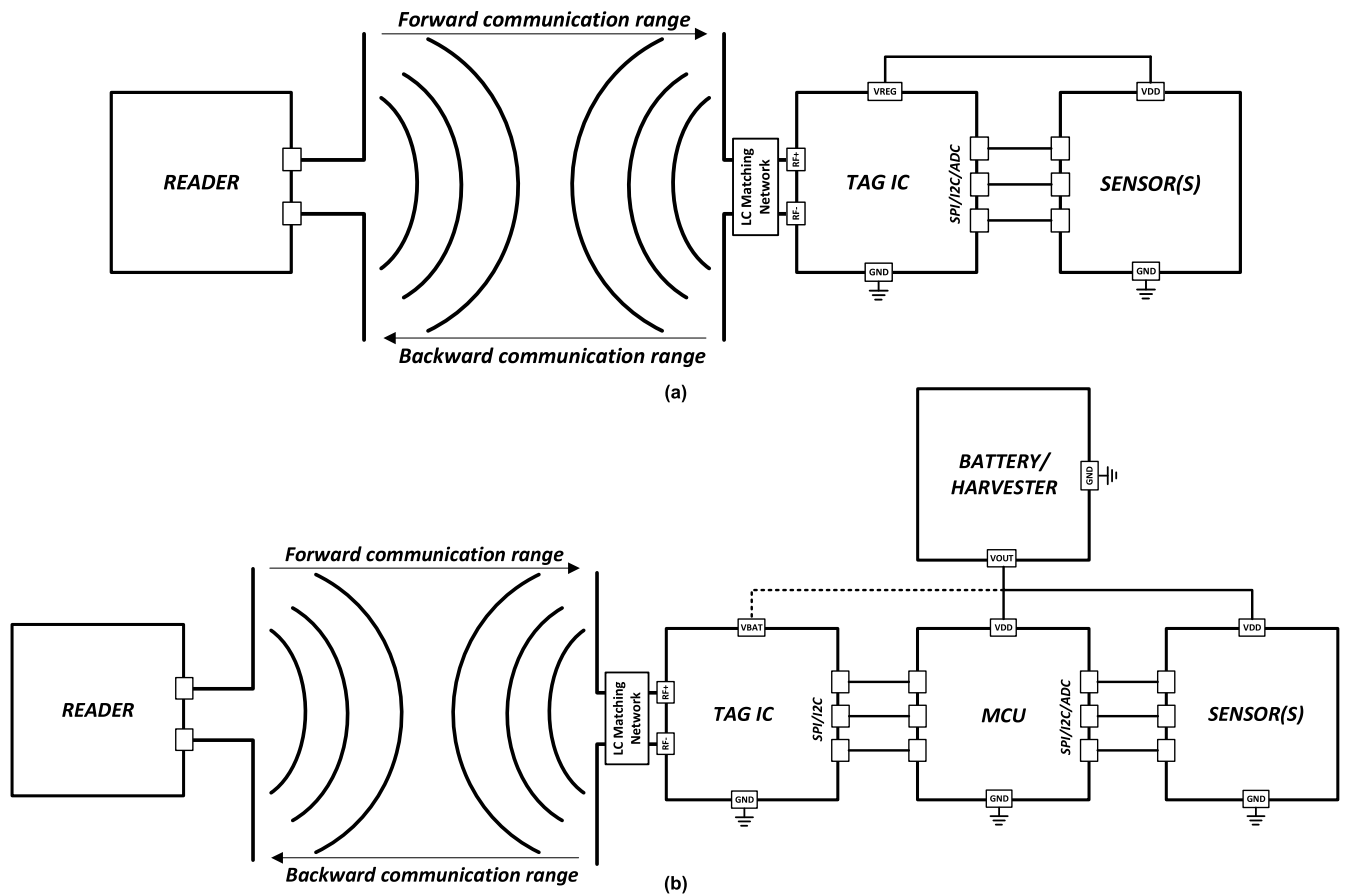 Forward communication range
READER
LC Matching
Network
RF+
RF-
VREG
TAG IC
SPI/I2C/ADC
GND
VDD
SENSOR(S)
GND
Backward communication range
(a)
BATTERY/
HARVESTER
GND
VOUT
Forward communication range
READER
LC Matching
Network
RF+
RF-
VBAT
TAG IC
SPI/I2C
GND
VDD
MCU
SPI/I2C/ADC
GND
VDD
SENSOR(S)
GND
Backward communication range
(b)